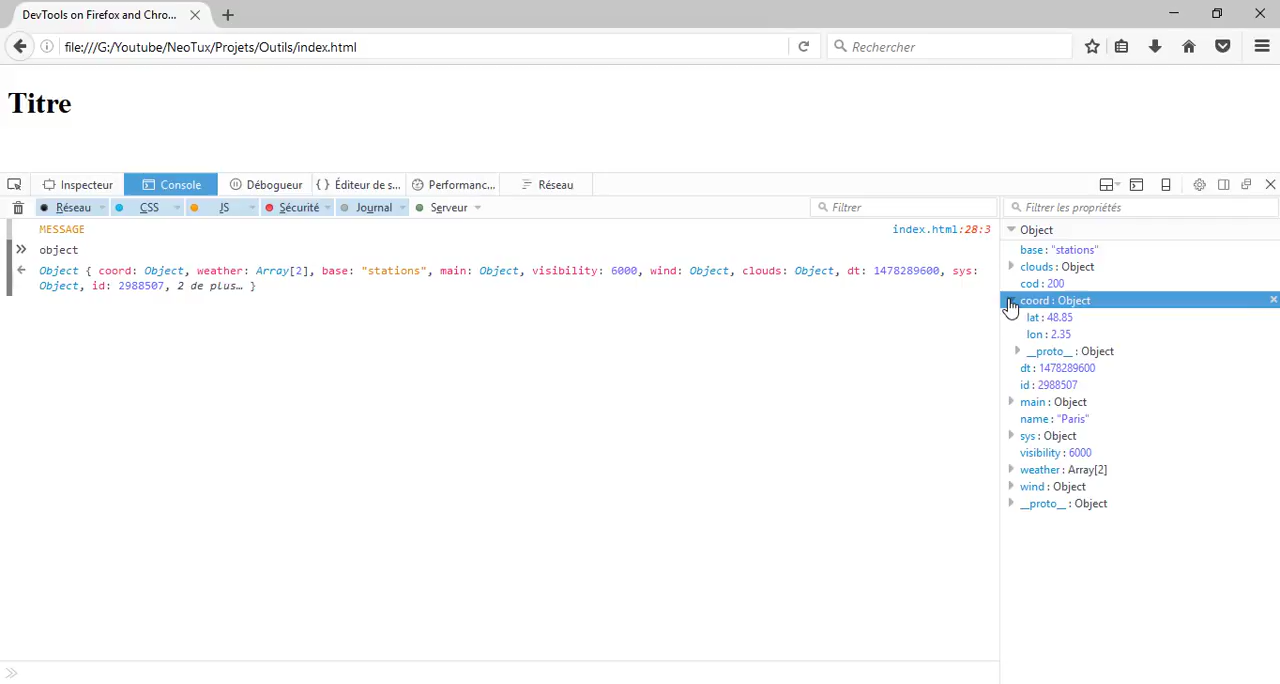 DevTools on Firefox and Chro...
file:///G:/Youtube/NeoTux/Projets/Outils/index.html
Rechercher
Titre
Inspecteur Console Débogueur { } Éditeur de s... Performanc... Réseau
Réseau CSS JS Sécurité Journal Serveur Filtrer Filtrer les propriétés
MESSAGE index.html:28:3
object
Object { coord: Object, weather: Array[2], base: "stations", main: Object, visibility: 6000, wind: Object, clouds: Object, dt: 1478289600, sys:
Object, id: 2988507, 2 de plus… }
Object
base : "stations"
clouds : Object
cod : 200
coord : Object
lat : 48.85
lon : 2.35
__proto__ : Object
dt : 1478289600
id : 2988507
main : Object
name : "Paris"
sys : Object
visibility : 6000
weather : Array[2]
wind : Object
__proto__ : Object